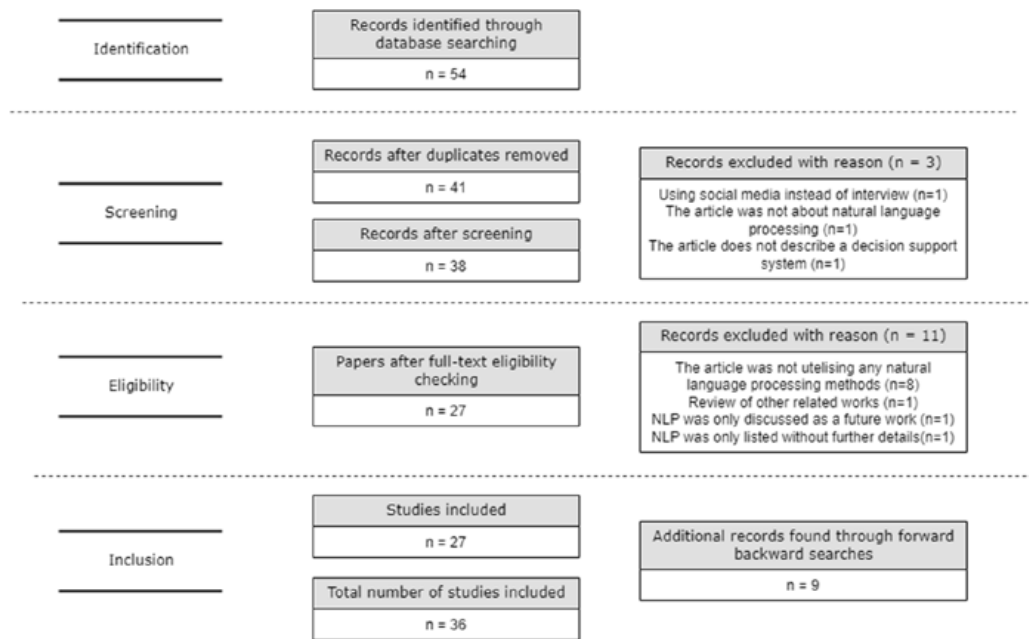 Identification
Records identified through
database searching
n = 54
Screening
Records after duplicates removed
n = 41
Records after screening
n = 38
Records excluded with reason (n = 3)
Using social media instead of interview (n=1)
The article was not about natural language
processing (n=1)
The article does not describe a decision support
system (n=1)
Eligibility
Papers after full-text eligibility
checking
n = 27
Records excluded with reason (n = 11)
The article was not utelising any natural
language processing methods (n=8)
Review of other related works (n=1)
NLP was only discussed as a future work (n=1)
NLP was only listed without further details(n=1)
Inclusion
Studies included
n = 27
Total number of studies included
n = 36
Additional records found through forward
backward searches
n = 9